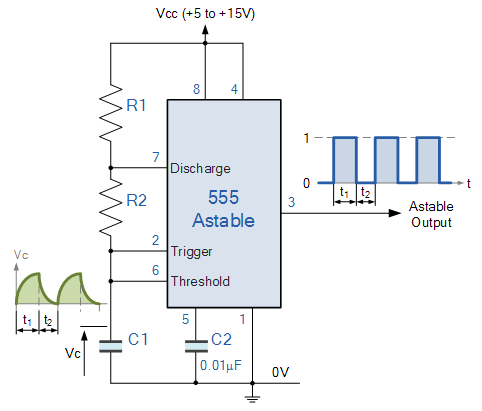 Vcc (+5 to +15V)
8
4
R1
7
Discharge
1
0
t₁
t₂
t
R2
555
Astable
3
Astable
Output
2
Trigger
Vc
6
Threshold
t₁
t₂
5
1
Vc
C1
C2
0.01µF
0V